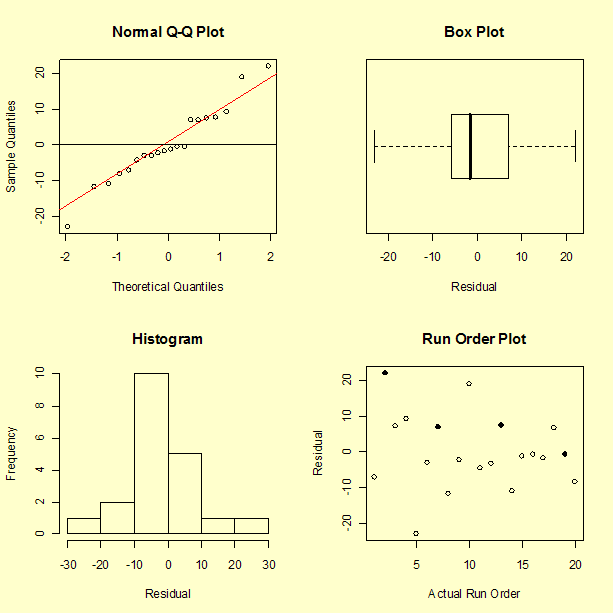 Normal Q-Q Plot
Sample Quantiles
20
10
0
-10
-20
-2 -1 0 1 2
Theoretical Quantiles
Box Plot
-20 -10 0 10 20
Residual
Histogram
Frequency
10
8
6
4
2
0
-30 -20 -10 0 10 20 30
Residual
Run Order Plot
Residual
20
10
0
-10
-20
5 10 15 20
Actual Run Order